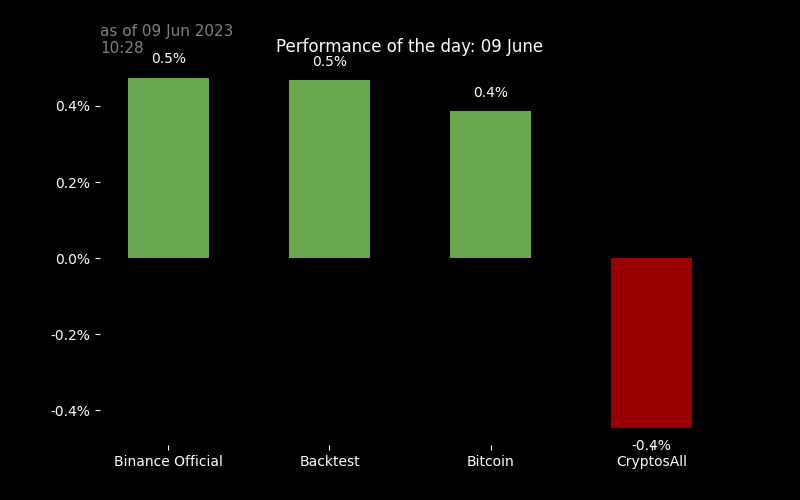 as of 09 Jun 2023
10:28
Performance of the day: 09 June
0.5%
0.5%
0.4%
0.4%
0.2%
0.0%
-0.2%
-0.4%
-0.4%
Binance Official
Backtest
Bitcoin
CryptosAll